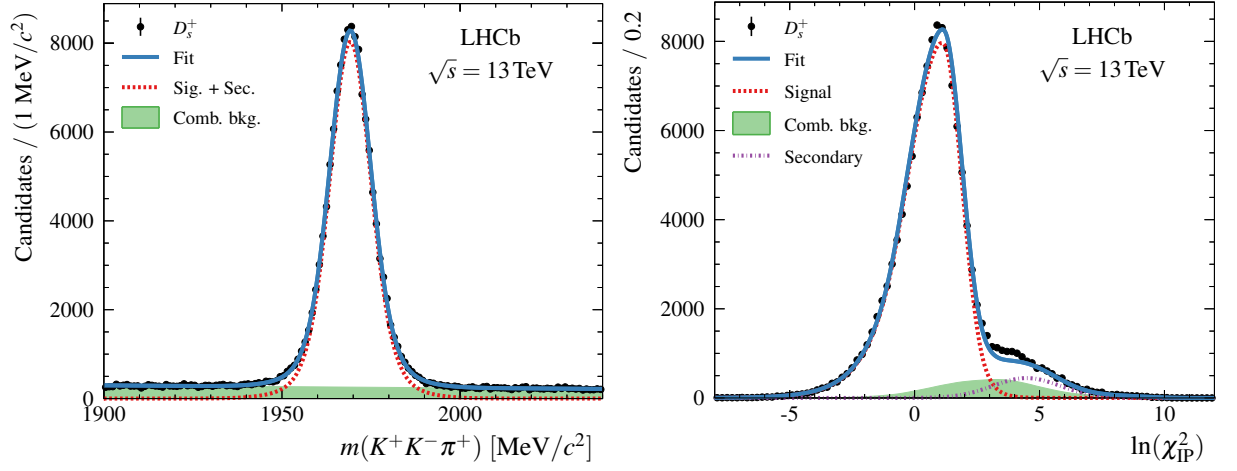 Candidates / (1 MeV/c²)
8000
6000
4000
2000
0
1900
1950
2000
m(K⁺K⁻π⁺) [MeV/c²]
D_s⁺
Fit
Sig. + Sec.
Comb. bkg.
LHCb
√s = 13 TeV
Candidates / 0.2
8000
6000
4000
2000
0
-5
0
5
10
ln(χ²_IP)
D_s⁺
Fit
Signal
Comb. bkg.
Secondary
LHCb
√s = 13 TeV